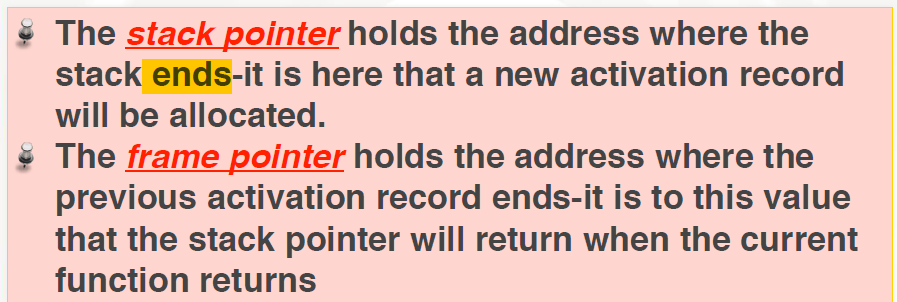 The stack pointer holds the address where the
stack ends-it is here that a new activation record
will be allocated.
The frame pointer holds the address where the
previous activation record ends-it is to this value
that the stack pointer will return when the current
function returns